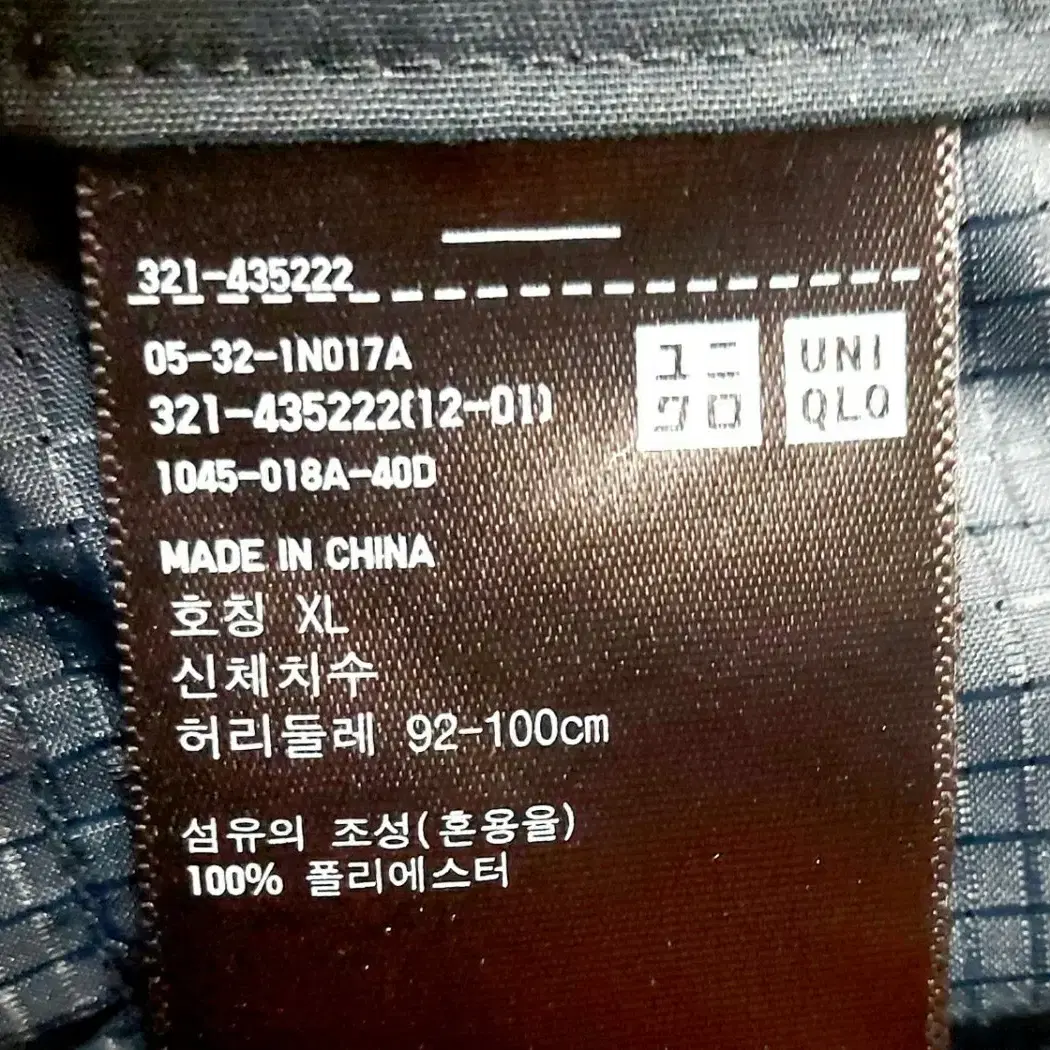 321-435222
05-32-1N017A
321-435222(12-01)
1045-018A-40D
ユニ
クロ
UNI
QLO
MADE IN CHINA
호칭 XL
신체치수
허리둘레 92-100cm
섬유의 조성(혼용율)
100% 폴리에스터